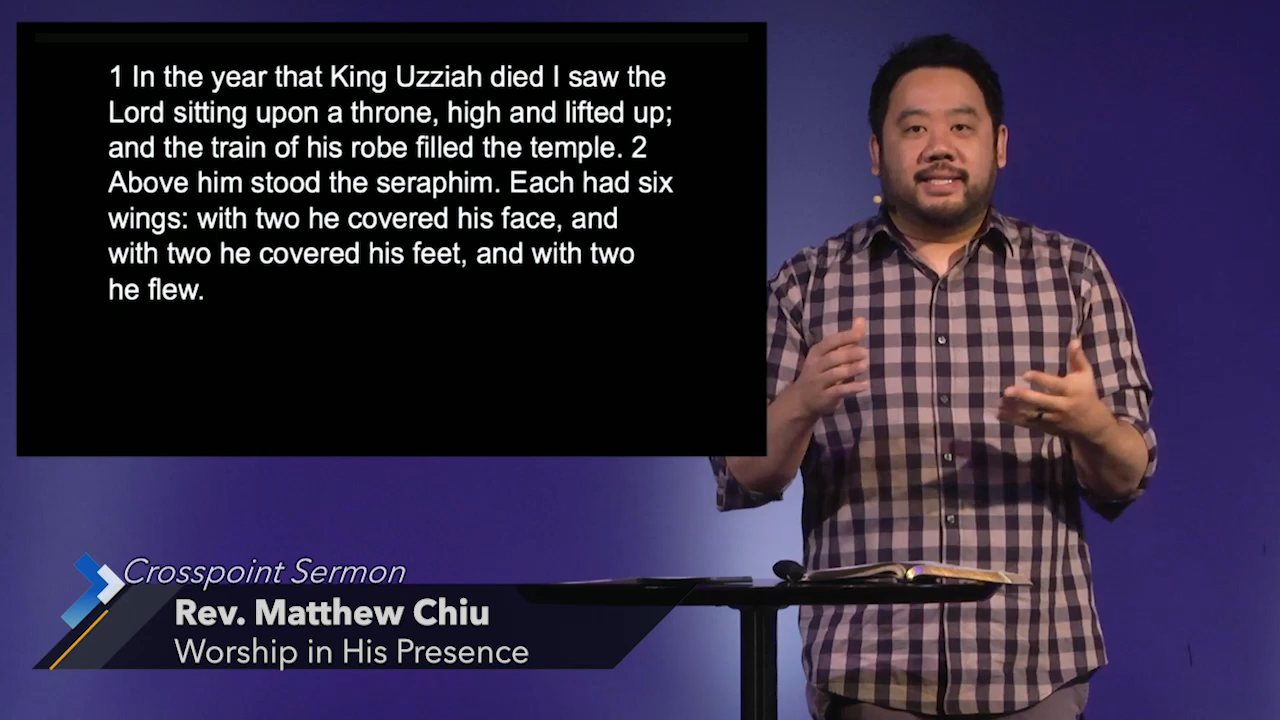 1 In the year that King Uzziah died I saw the
Lord sitting upon a throne, high and lifted up;
and the train of his robe filled the temple. 2
Above him stood the seraphim. Each had six
wings: with two he covered his face, and
with two he covered his feet, and with two
he flew.
Crosspoint Sermon
Rev. Matthew Chiu
Worship in His Presence